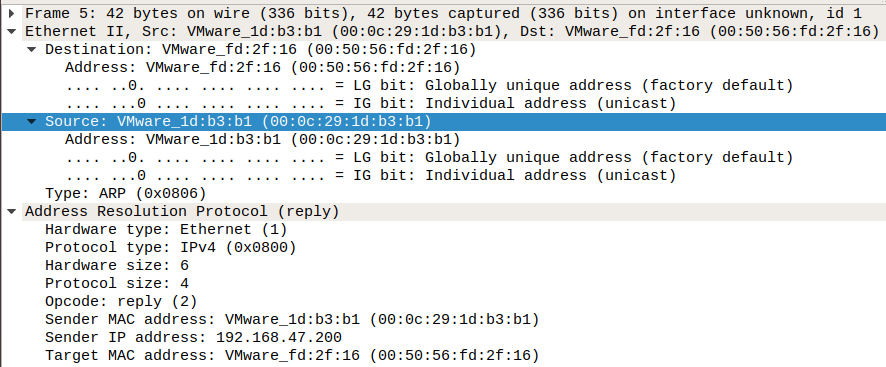 Frame 5: 42 bytes on wire (336 bits), 42 bytes captured (336 bits) on interface unknown, id 1
Ethernet II, Src: VMware_1d:b3:b1 (00:0c:29:1d:b3:b1), Dst: VMware_fd:2f:16 (00:50:56:fd:2f:16)
Destination: VMware_fd:2f:16 (00:50:56:fd:2f:16)
Address: VMware_fd:2f:16 (00:50:56:fd:2f:16)
.... ..0. .... .... .... .... = LG bit: Globally unique address (factory default)
.... ...0 .... .... .... .... = IG bit: Individual address (unicast)
Source: VMware_1d:b3:b1 (00:0c:29:1d:b3:b1)
Address: VMware_1d:b3:b1 (00:0c:29:1d:b3:b1)
.... ..0. .... .... .... .... = LG bit: Globally unique address (factory default)
.... ...0 .... .... .... .... = IG bit: Individual address (unicast)
Type: ARP (0x0806)
Address Resolution Protocol (reply)
Hardware type: Ethernet (1)
Protocol type: IPv4 (0x0800)
Hardware size: 6
Protocol size: 4
Opcode: reply (2)
Sender MAC address: VMware_1d:b3:b1 (00:0c:29:1d:b3:b1)
Sender IP address: 192.168.47.200
Target MAC address: VMware_fd:2f:16 (00:50:56:fd:2f:16)